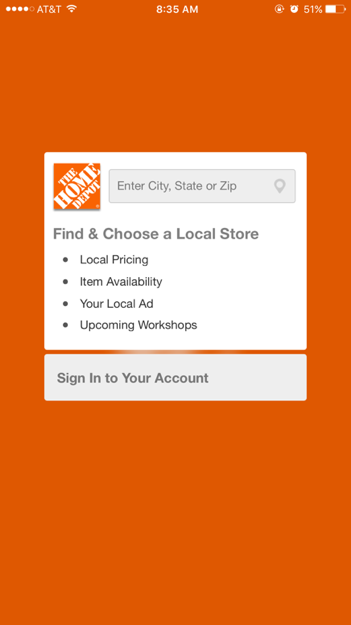 AT&T 8:35 AM 51%
THE
HOME
DEPOT
Enter City, State or Zip
Find & Choose a Local Store
• Local Pricing
• Item Availability
• Your Local Ad
• Upcoming Workshops
Sign In to Your Account